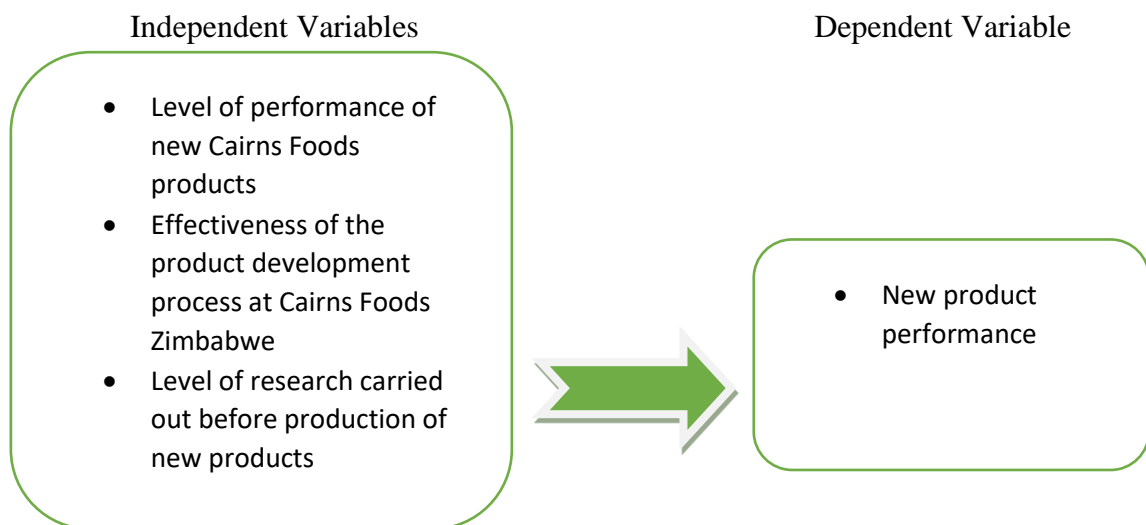 Independent Variables
• Level of performance of
new Cairns Foods
products
• Effectiveness of the
product development
process at Cairns Foods
Zimbabwe
• Level of research carried
out before production of
new products
Dependent Variable
• New product
performance